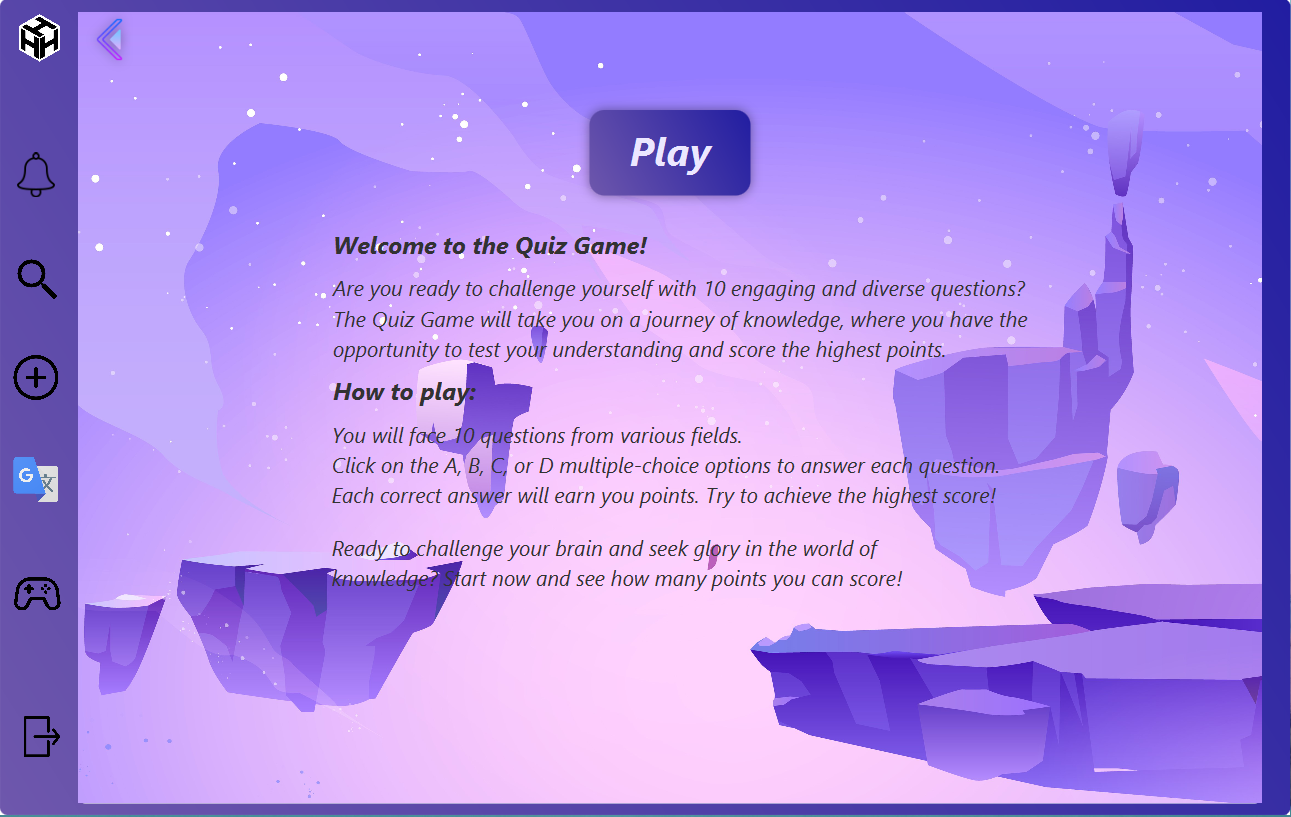 Play
Welcome to the Quiz Game!
Are you ready to challenge yourself with 10 engaging and diverse questions?
The Quiz Game will take you on a journey of knowledge, where you have the
opportunity to test your understanding and score the highest points.
How to play:
You will face 10 questions from various fields.
Click on the A, B, C, or D multiple-choice options to answer each question.
Each correct answer will earn you points. Try to achieve the highest score!
Ready to challenge your brain and seek glory in the world of
knowledge? Start now and see how many points you can score!
G 文